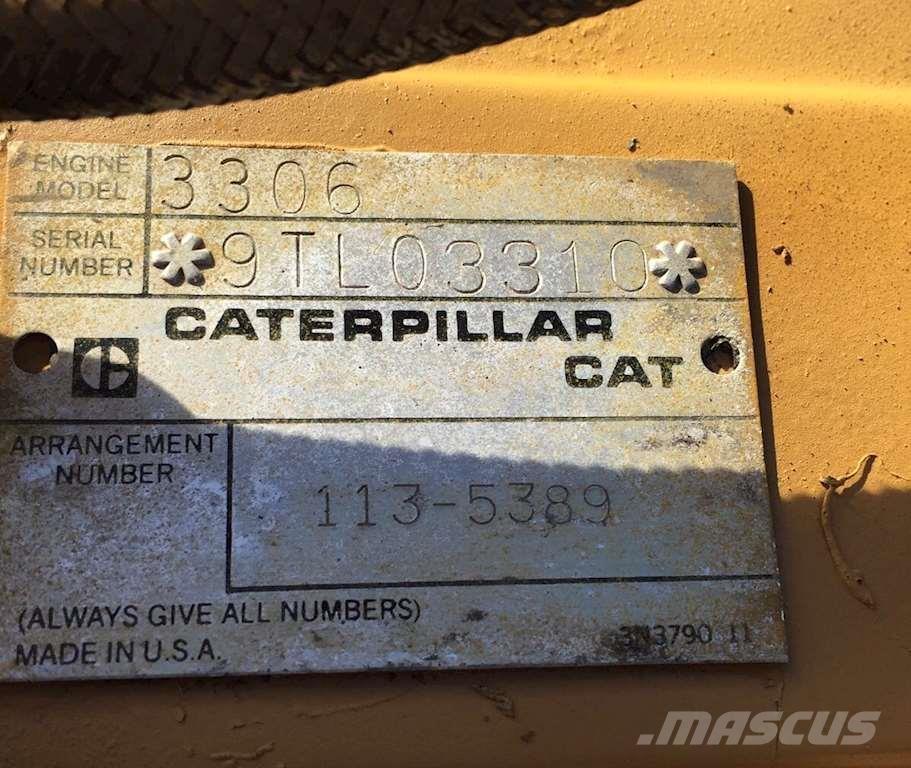 ENGINE MODEL 3306
SERIAL NUMBER *9TL03310*
CATERPILLAR
CAT
ARRANGEMENT NUMBER 113-5389
(ALWAYS GIVE ALL NUMBERS)
MADE IN U.S.A. 3N3790 11
MASCUS